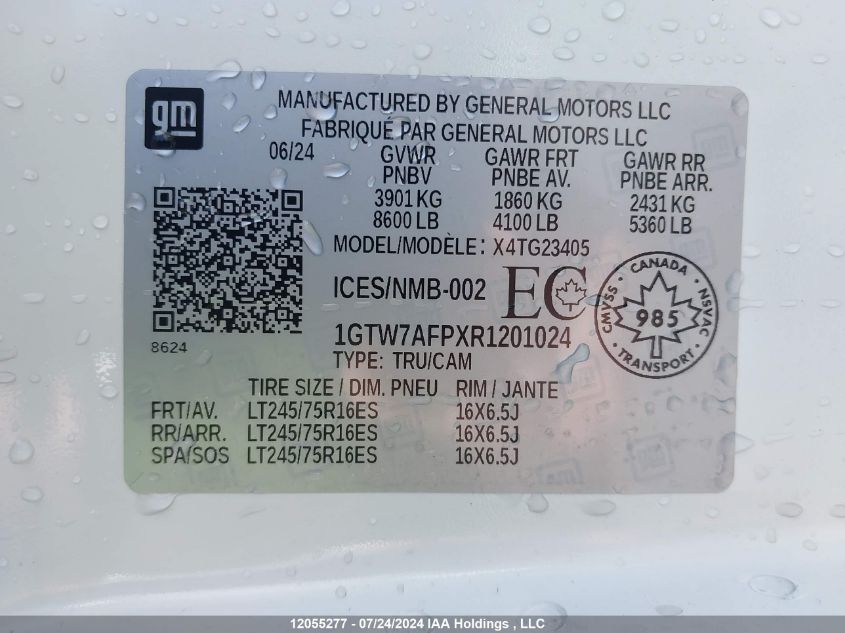 gm
MANUFACTURED BY GENERAL MOTORS LLC
FABRIQUÉ PAR GENERAL MOTORS LLC
06/24 GVWR GAWR FRT GAWR RR
PNBV PNBE AV. PNBE ARR.
3901 KG 1860 KG 2431 KG
8600 LB 4100 LB 5360 LB
MODEL/MODÈLE: X4TG23405
ICES/NMB-002 EC
CANADA
CMVSS 985 NSVAC
TRANSPORT
1GTW7AFPXR1201024
8624
TYPE: TRU/CAM
TIRE SIZE / DIM. PNEU RIM / JANTE
FRT/AV. LT245/75R16ES 16X6.5J
RR/ARR. LT245/75R16ES 16X6.5J
SPA/SOS LT245/75R16ES 16X6.5J
12055277 - 07/24/2024 IAA Holdings , LLC